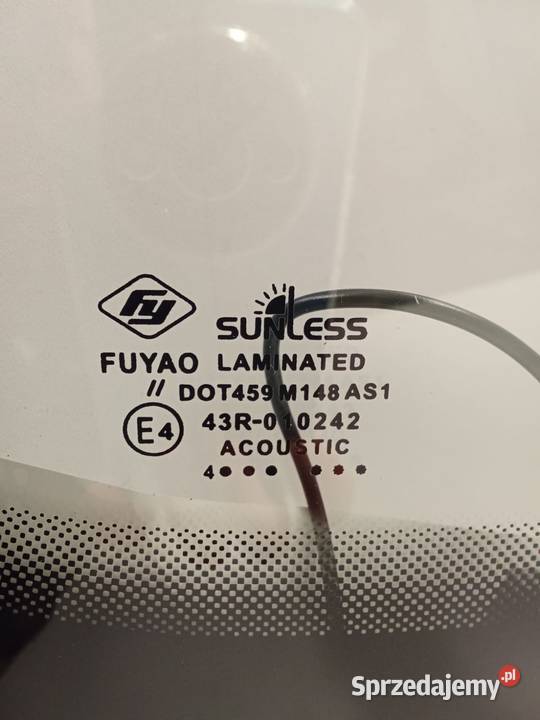 FY
SUNLESS
FUYAO LAMINATED
// DOT459 M148 AS1
E4 43R-010242
ACOUSTIC
4●●● ●●●
Sprzedajemy.pl